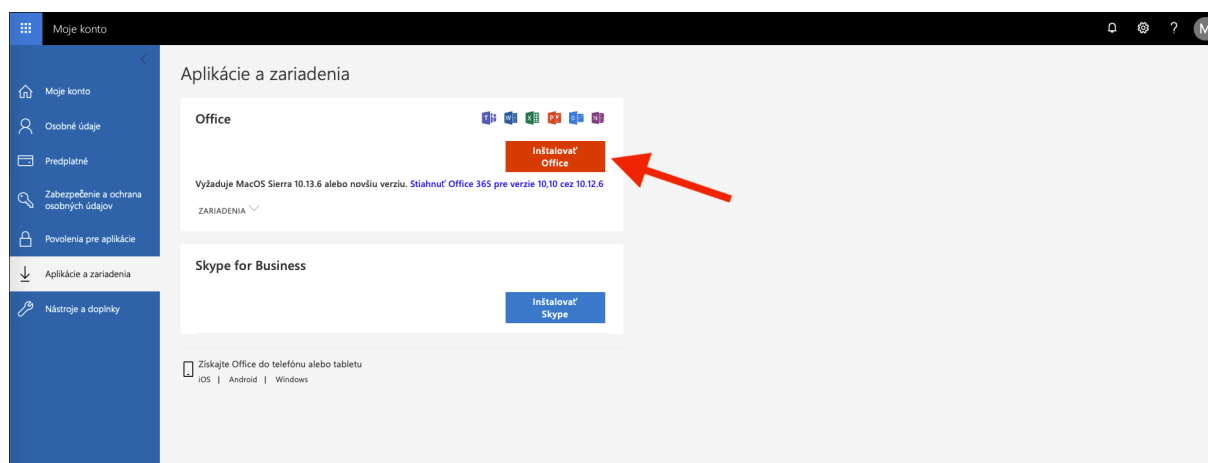 Moje konto
?
M
Moje konto
Osobné údaje
Predplatné
Zabezpečenie a ochrana
osobných údajov
Povolenia pre aplikácie
Aplikácie a zariadenia
Nástroje a doplnky
Aplikácie a zariadenia
Office
Inštalovať
Office
Vyžaduje MacOS Sierra 10.13.6 alebo novšiu verziu. Stiahnuť Office 365 pre verzie 10,10 cez 10.12.6
ZARIADENIA
Skype for Business
Inštalovať
Skype
Získajte Office do telefónu alebo tabletu
iOS | Android | Windows